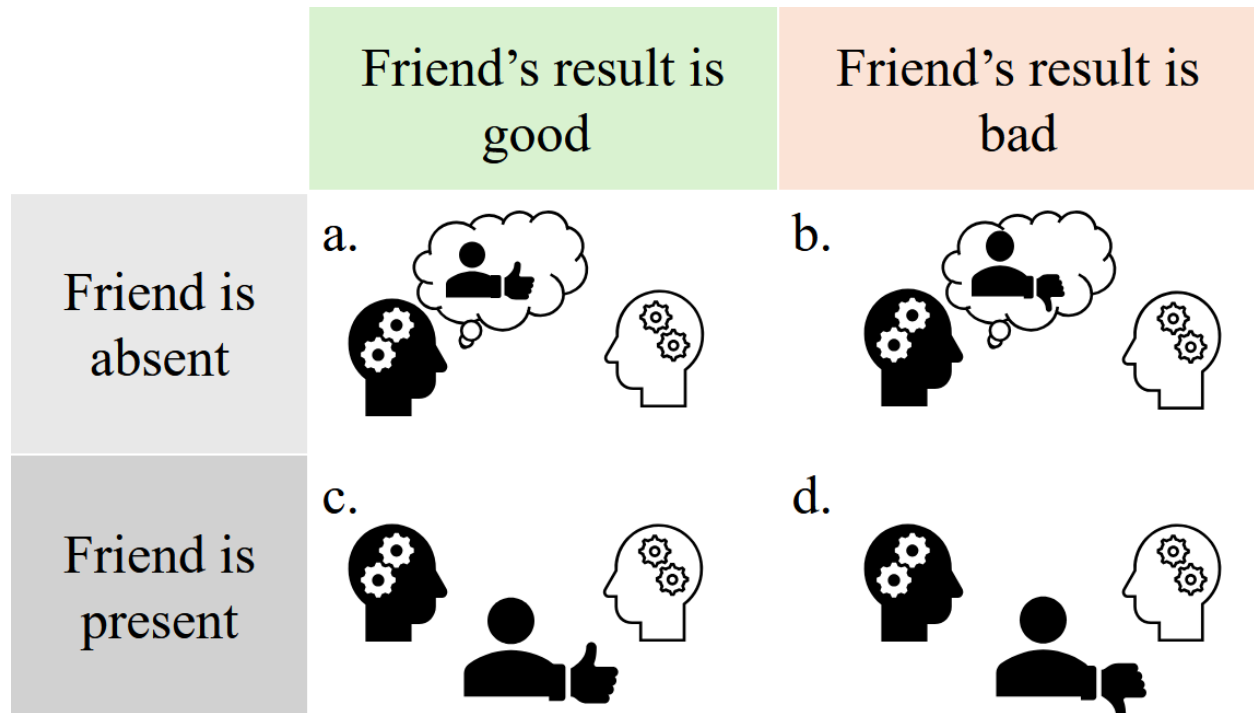 Friend’s result is
good
Friend’s result is
bad
Friend is
absent
a.
b.
Friend is
present
c.
d.